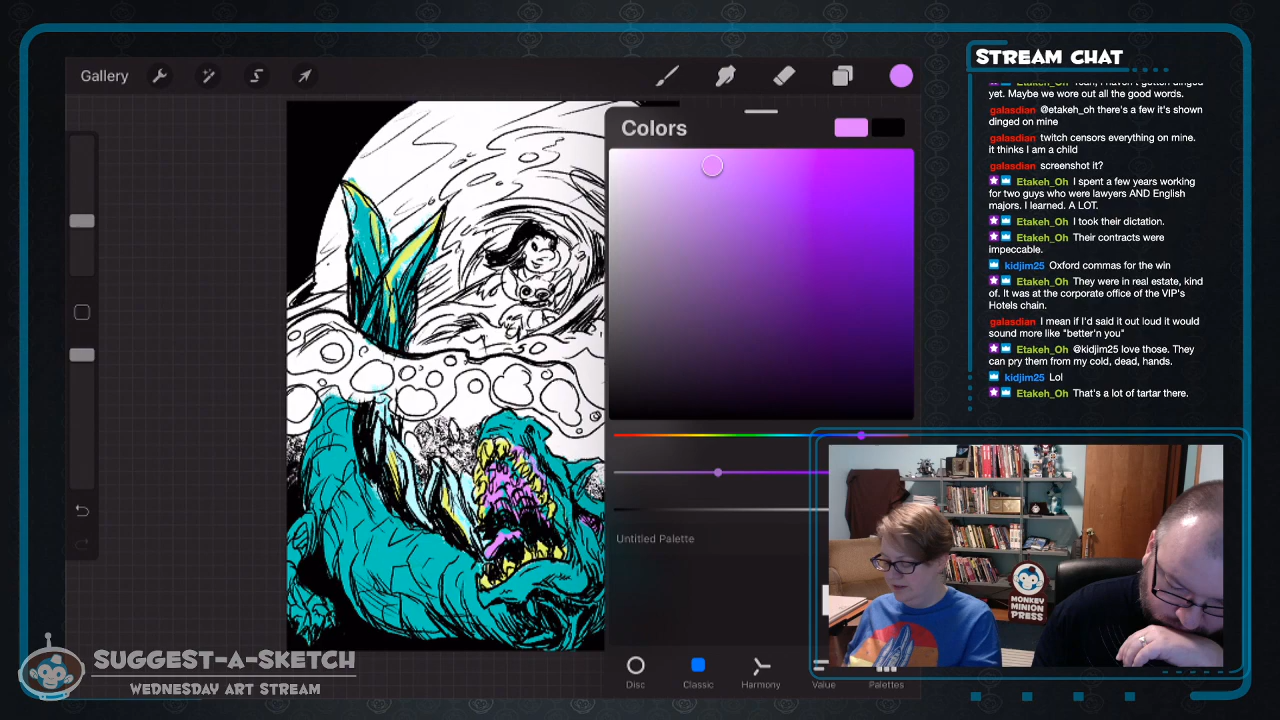 Gallery
Colors
Untitled Palette
Disc
Classic
Harmony
Value
Palettes
STREAM CHAT
yet. Maybe we wore out all the good words.
galasdian @etakeh_oh there's a few it's shown
dinged on mine
galasdian twitch censors everything on mine.
it thinks I am a child
galasdian screenshot it?
Etakeh_Oh I spent a few years working
for two guys who were lawyers AND English
majors. I learned. A LOT.
Etakeh_Oh I took their dictation.
Etakeh_Oh Their contracts were
impeccable.
kidjim25 Oxford commas for the win
Etakeh_Oh They were in real estate, kind
of. It was at the corporate office of the VIP's
Hotels chain.
galasdian I mean if I'd said it out loud it would
sound more like "better'n you"
Etakeh_Oh @kidjim25 love those. They
can pry them from my cold, dead, hands.
kidjim25 Lol
Etakeh_Oh That's a lot of tartar there.
MONKEY
MINION
PRESS
SUGGEST-A-SKETCH
WEDNESDAY ART STREAM